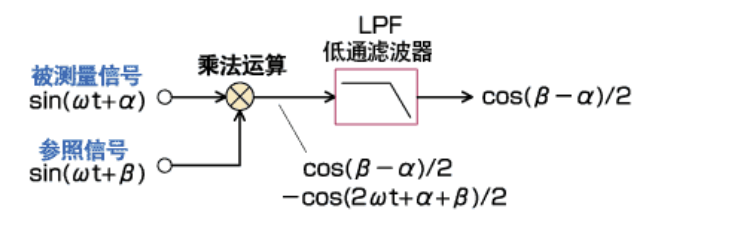 LPF
低通滤波器
乘法运算
被测量信号
sin(ωt+α)
cos(β-α)/2
参照信号
sin(ωt+β)
cos(β-α)/2
-cos(2ωt+α+β)/2